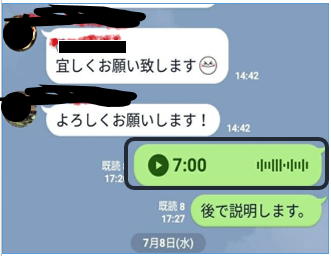 宜しくお願い致します
14:42
よろしくお願いします！
14:42
既読 8
17:2
7:00
既読 8
17:27
後で説明します。
7月8日(水)